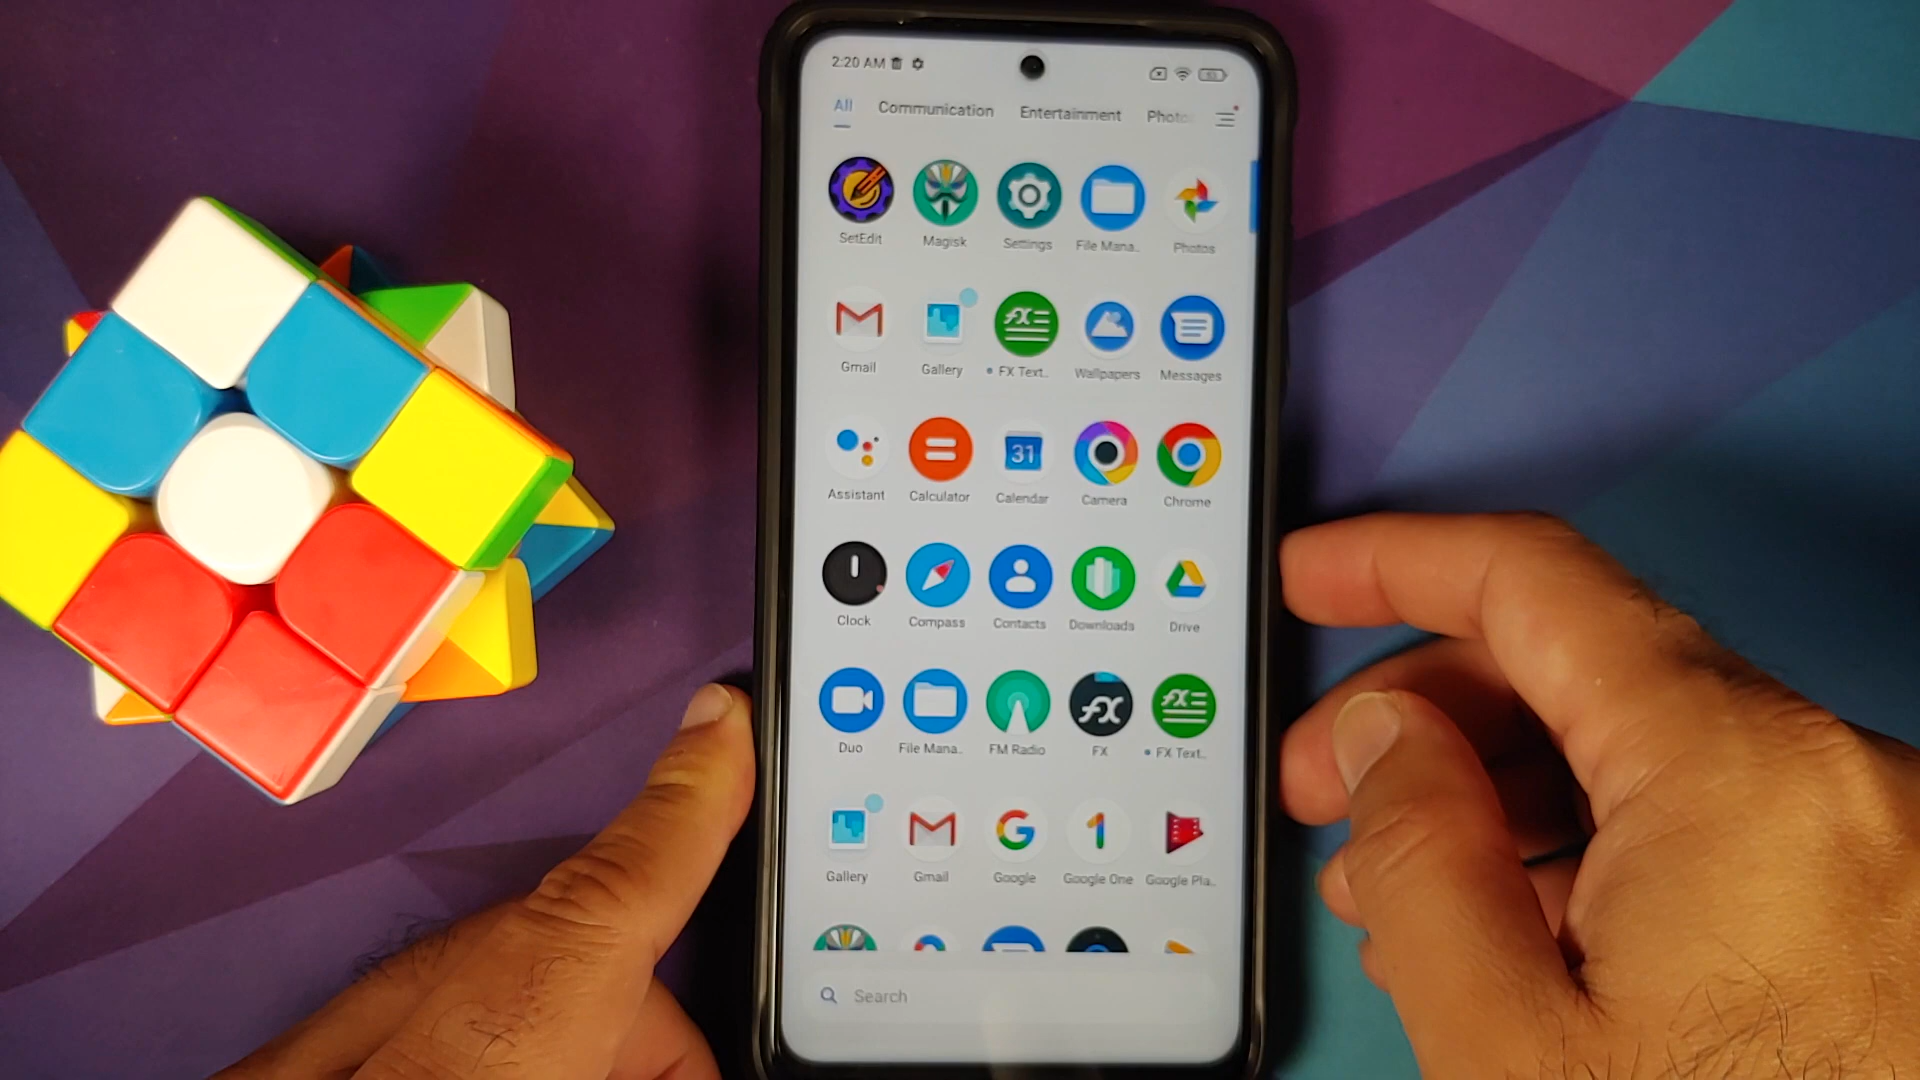 2:20 AM
All Communication Entertainment Photo
SetEdit Magisk Settings File Mana.. Photos
Gmail Gallery FX Text.. Wallpapers Messages
31
Assistant Calculator Calendar Camera Chrome
Clock Compass Contacts Downloads Drive
Duo File Mana.. FM Radio FX FX Text..
Gallery Gmail Google Google One Google Pla..
Search